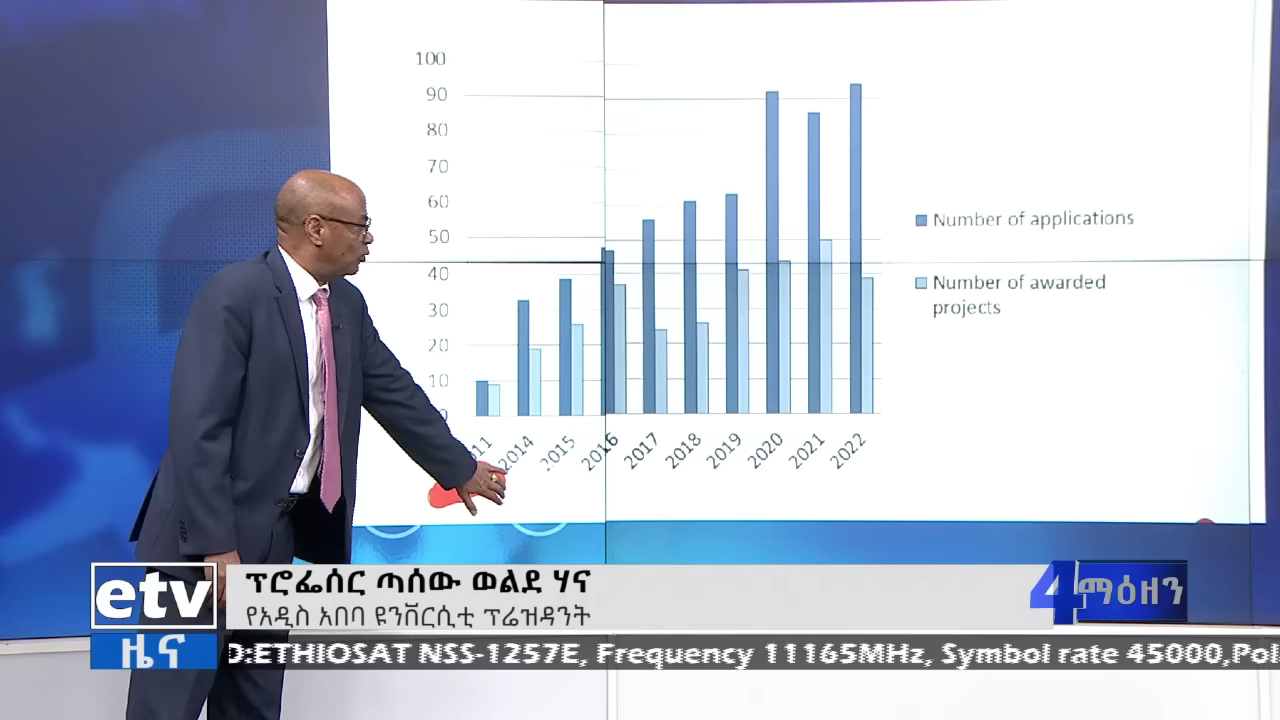 100
90
80
70
60
50
40
30
20
10
0
2014 2015 2016 2017 2018 2019 2020 2021 2022
Number of applications
Number of awarded
projects
etv
ዜና
ፕሮፌሰር ጣሰው ወልደ ሃና
የአዲስ አበባ ዩንቨርሲቲ ፕሬዝዳንት
4ማዕዘን
D:ETHIOSAT NSS-1257E, Frequency 11165MHz, Symbol rate 45000,Pol